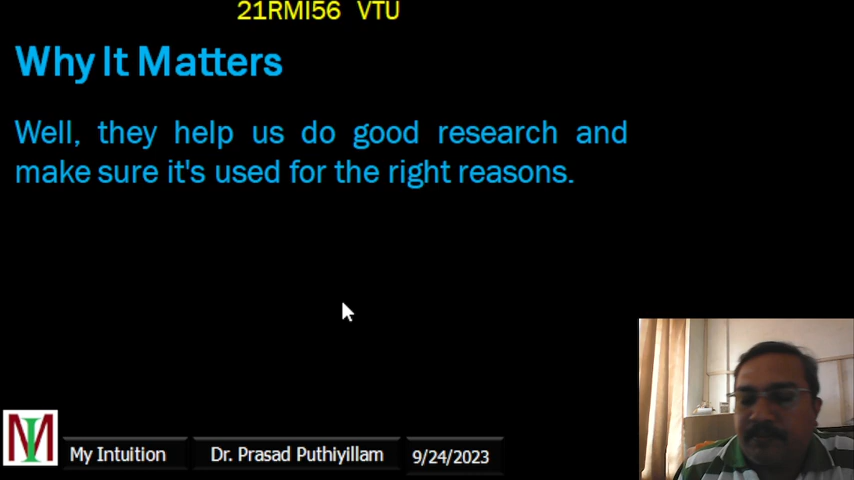 21RMI56 VTU
Why It Matters
Well, they help us do good research and
make sure it's used for the right reasons.
MI
My Intuition
Dr. Prasad Puthiyillam
9/24/2023